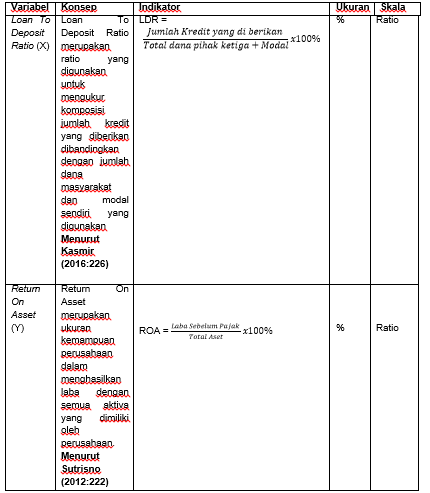 Variabel Konsep Indikator Ukuran Skala
Loan To
Deposit
Ratio (X)
Loan To
Deposit Ratio
merupakan
ratio yang
digunakan
untuk
mengukur
komposisi
jumlah kredit
yang diberikan
dibandingkan
dengan jumlah
dana
masyarakat
dan modal
sendiri yang
digunakan
Menurut
Kasmir
(2016:226)
LDR =
Jumlah Kredit yang di berikan
Total dana pihak ketiga + Modal x100%
%
Ratio
Return
On
Asset
(Y)
Return On
Asset
merupakan
ukuran
kemampuan
perusahaan
dalam
menghasilkan
laba dengan
semua aktiva
yang dimiliki
oleh
perusahaan.
Menurut
Sutrisno
(2012:222)
ROA = Laba Sebelum Pajak
Total Aset x100%
%
Ratio